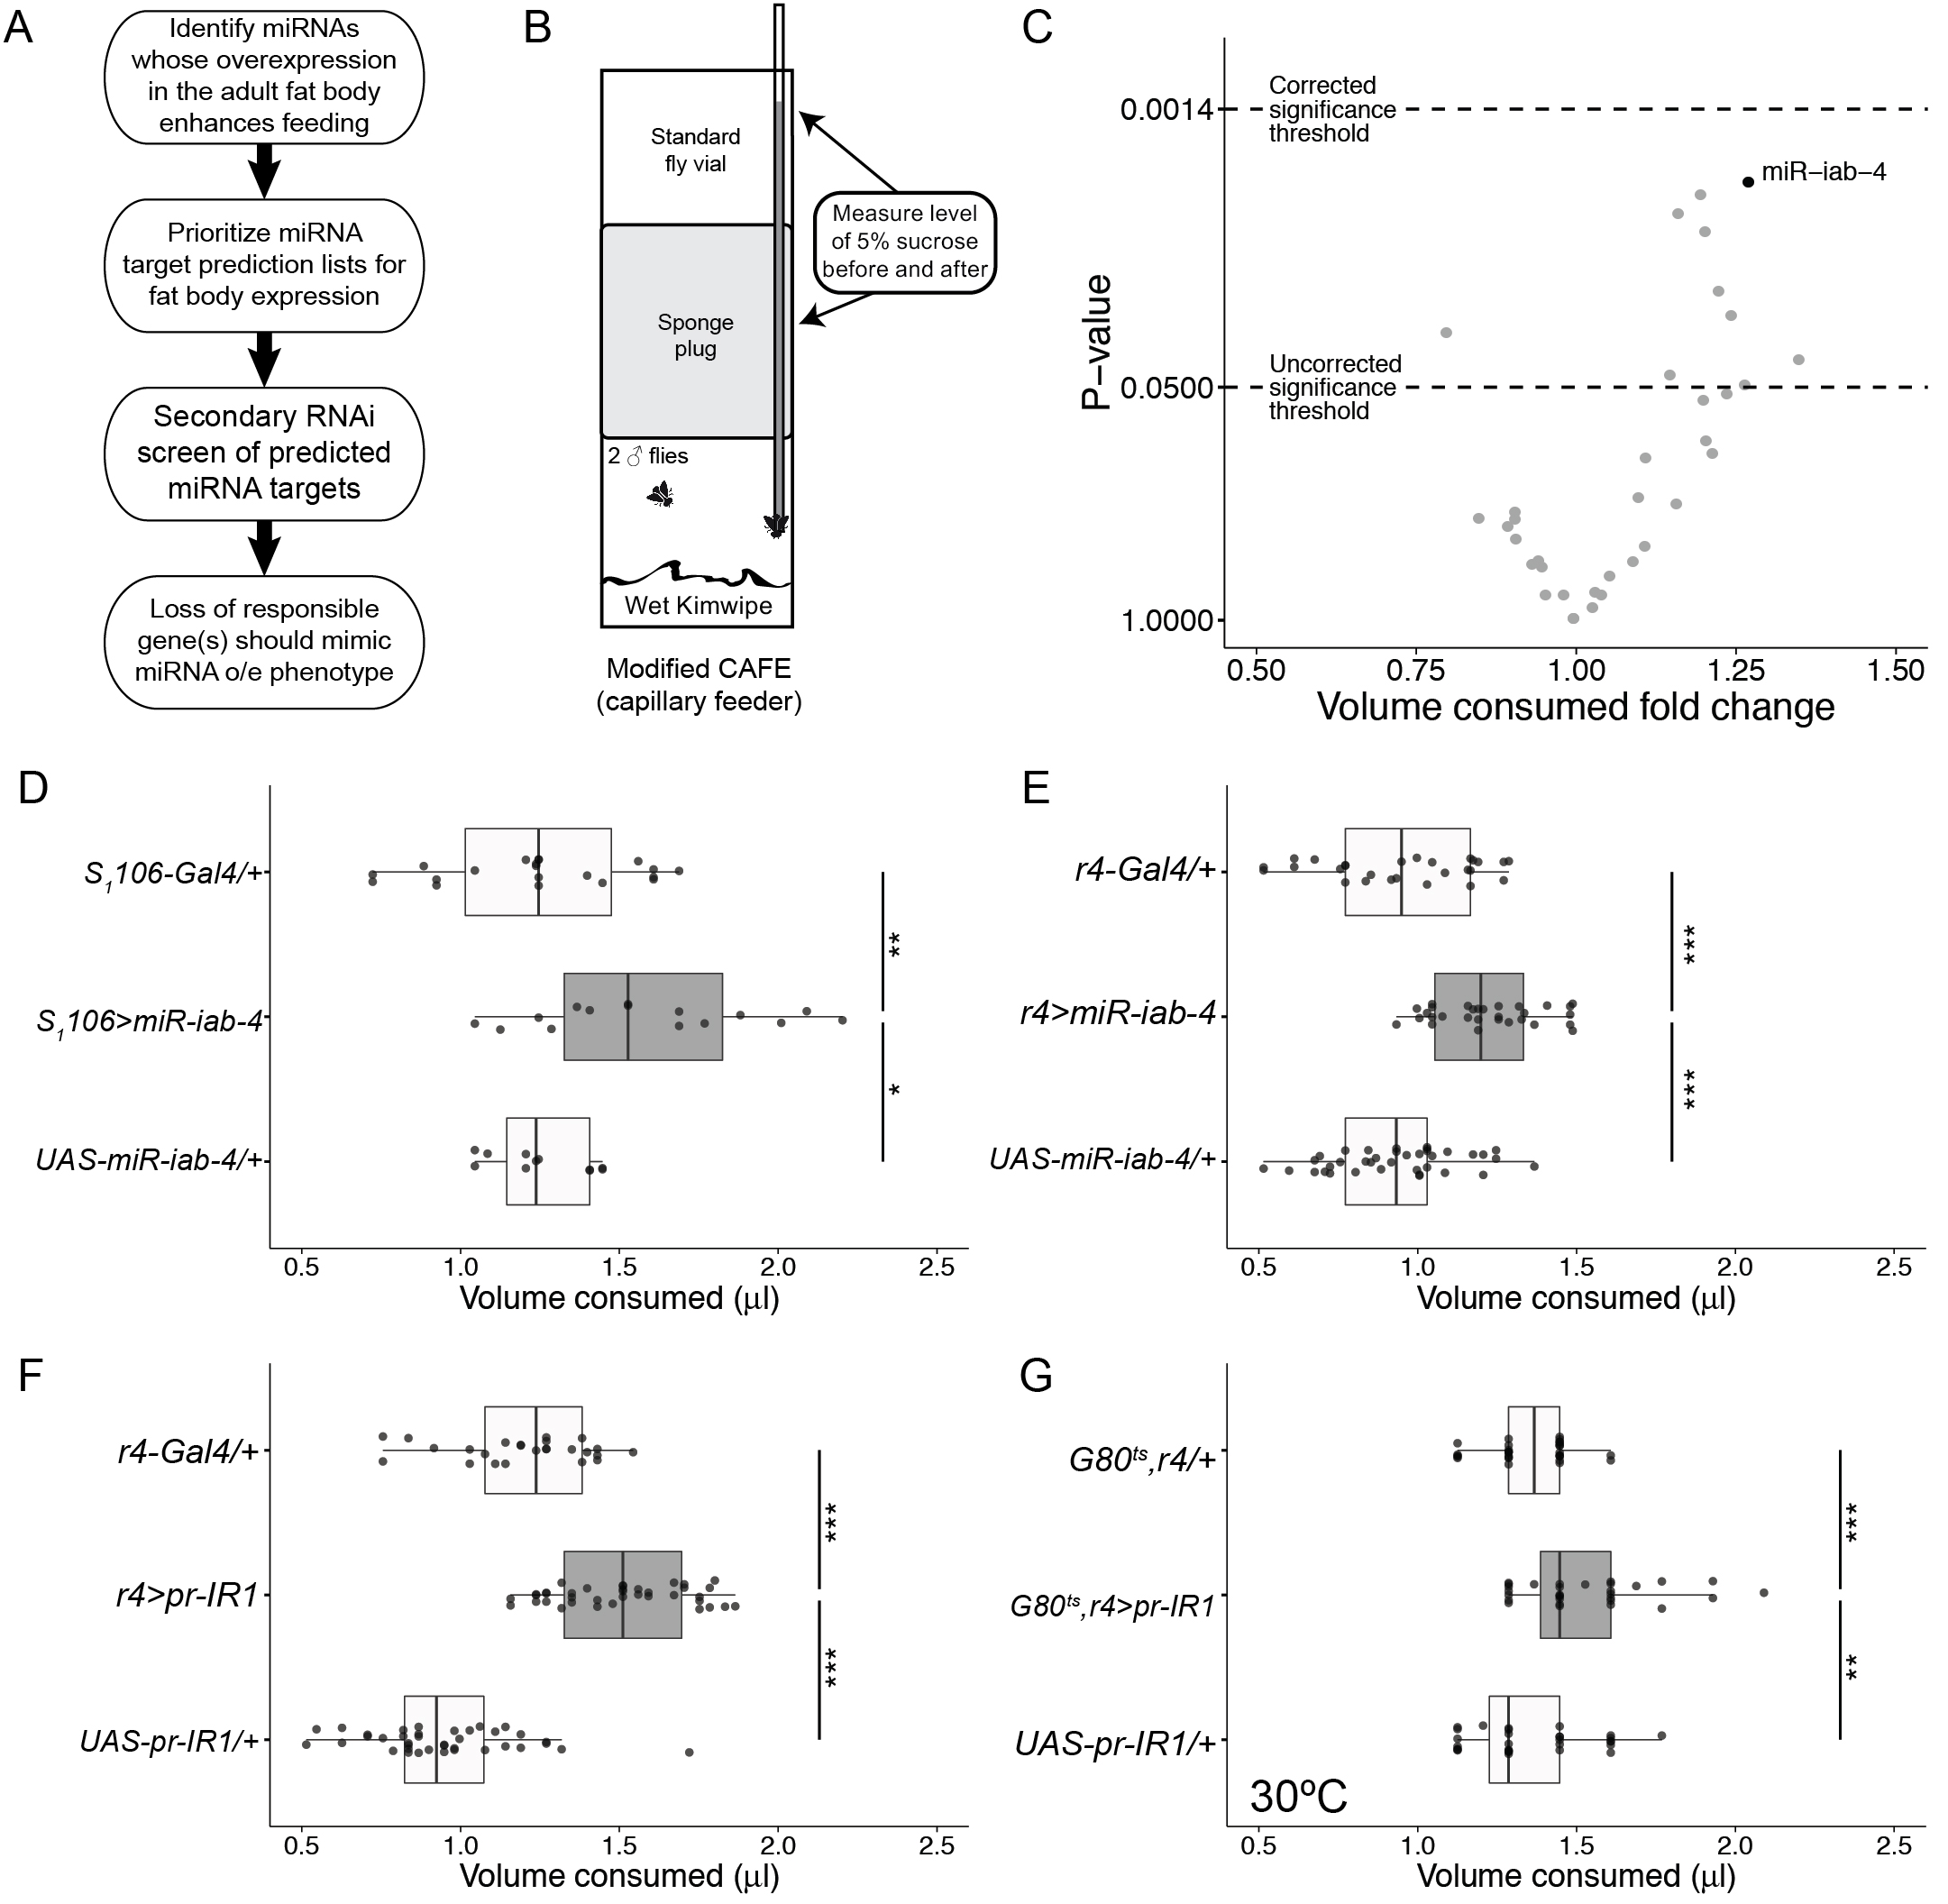 A
Identify miRNAs
whose overexpression
in the adult fat body
enhances feeding
Prioritize miRNA
target prediction lists for
fat body expression
Secondary RNAi
screen of predicted
miRNA targets
Loss of responsible
gene(s) should mimic
miRNA o/e phenotype
B
Standard
fly vial
Sponge
plug
Measure level
of 5% sucrose
before and after
2 ♂ flies
Wet Kimwipe
Modified CAFE
(capillary feeder)
C
P−value
0.0014
0.0500
1.0000
Corrected
significance
threshold
miR−iab−4
Uncorrected
significance
threshold
0.50 0.75 1.00 1.25 1.50
Volume consumed fold change
D
S₁106-Gal4/+
S₁106>miR-iab-4
UAS-miR-iab-4/+
**
*
0.5 1.0 1.5 2.0 2.5
Volume consumed (µl)
E
r4-Gal4/+
r4>miR-iab-4
UAS-miR-iab-4/+
***
***
0.5 1.0 1.5 2.0 2.5
Volume consumed (µl)
F
r4-Gal4/+
r4>pr-IR1
UAS-pr-IR1/+
***
***
0.5 1.0 1.5 2.0 2.5
Volume consumed (µl)
G
G80ᵗˢ,r4/+
G80ᵗˢ,r4>pr-IR1
UAS-pr-IR1/+
***
**
30ºC
0.5 1.0 1.5 2.0 2.5
Volume consumed (µl)